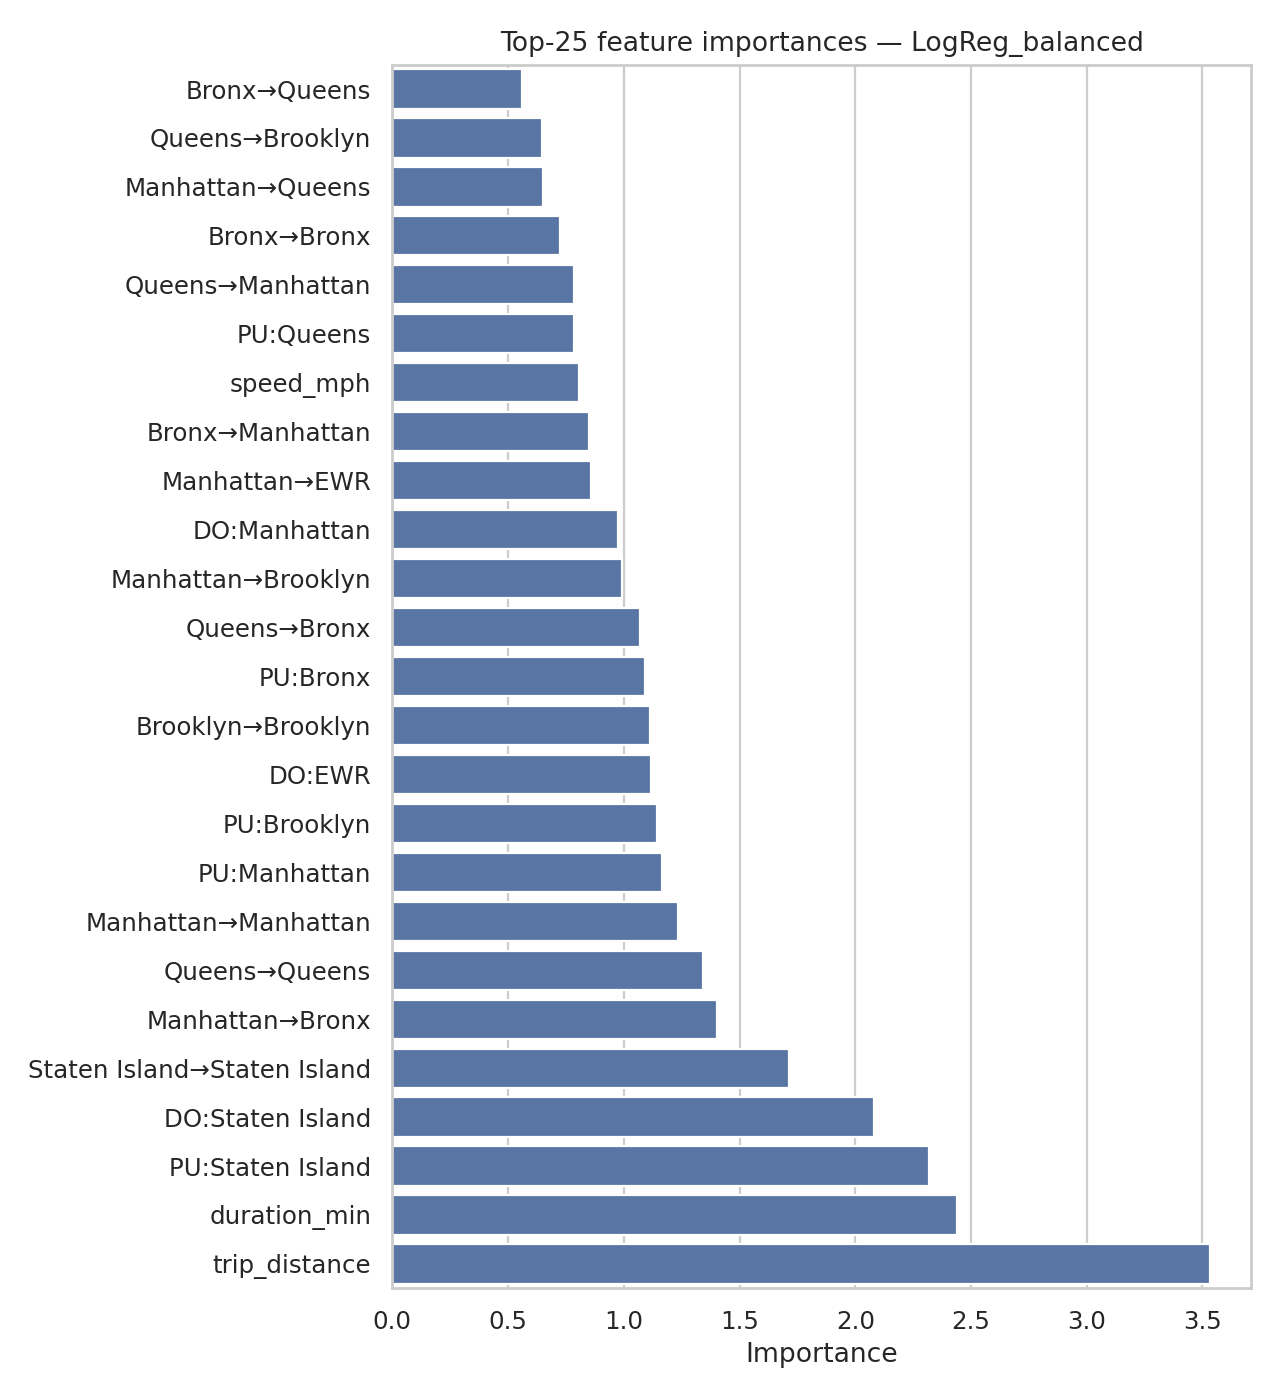 Top-25 feature importances — LogReg_balanced
Bronx→Queens
Queens→Brooklyn
Manhattan→Queens
Bronx→Bronx
Queens→Manhattan
PU:Queens
speed_mph
Bronx→Manhattan
Manhattan→EWR
DO:Manhattan
Manhattan→Brooklyn
Queens→Bronx
PU:Bronx
Brooklyn→Brooklyn
DO:EWR
PU:Brooklyn
PU:Manhattan
Manhattan→Manhattan
Queens→Queens
Manhattan→Bronx
Staten Island→Staten Island
DO:Staten Island
PU:Staten Island
duration_min
trip_distance
0.0 0.5 1.0 1.5 2.0 2.5 3.0 3.5
Importance